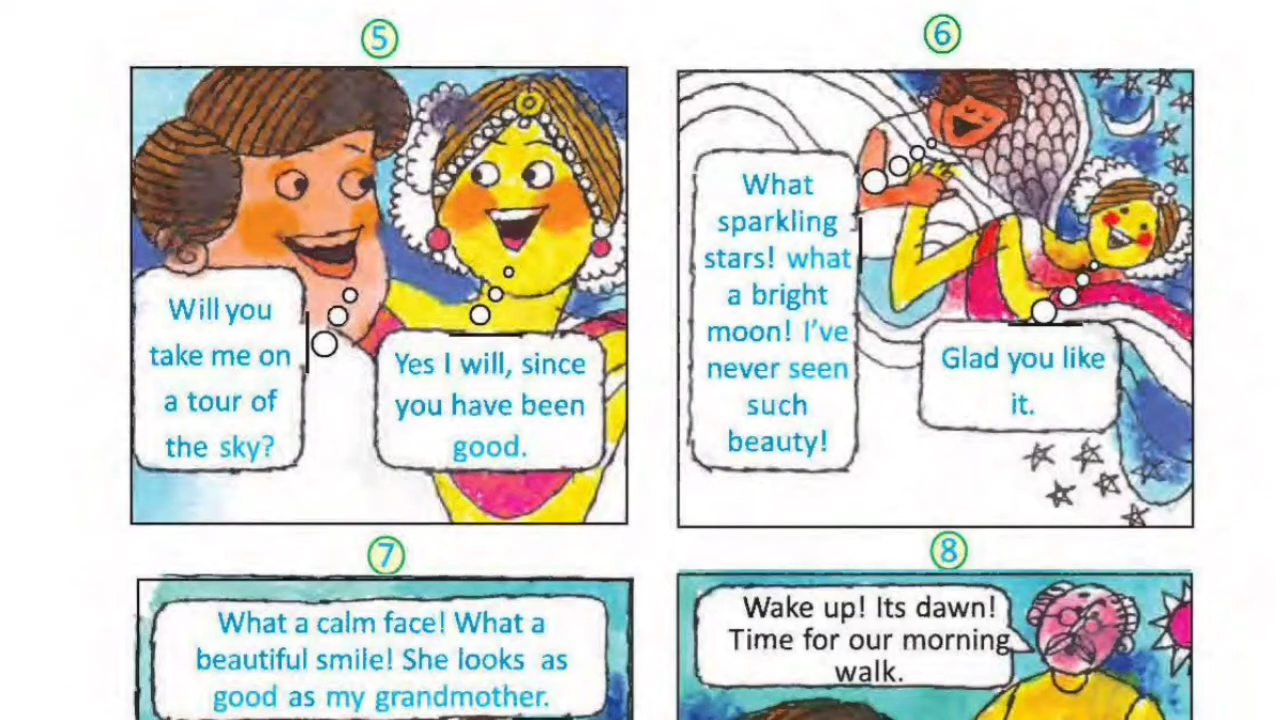 5
Will you
take me on
a tour of
the sky?
Yes I will, since
you have been
good.
6
What
sparkling
stars! what
a bright
moon! I've
never seen
such
beauty!
Glad you like
it.
7
What a calm face! What a
beautiful smile! She looks as
good as my grandmother.
8
Wake up! Its dawn!
Time for our morning
walk.